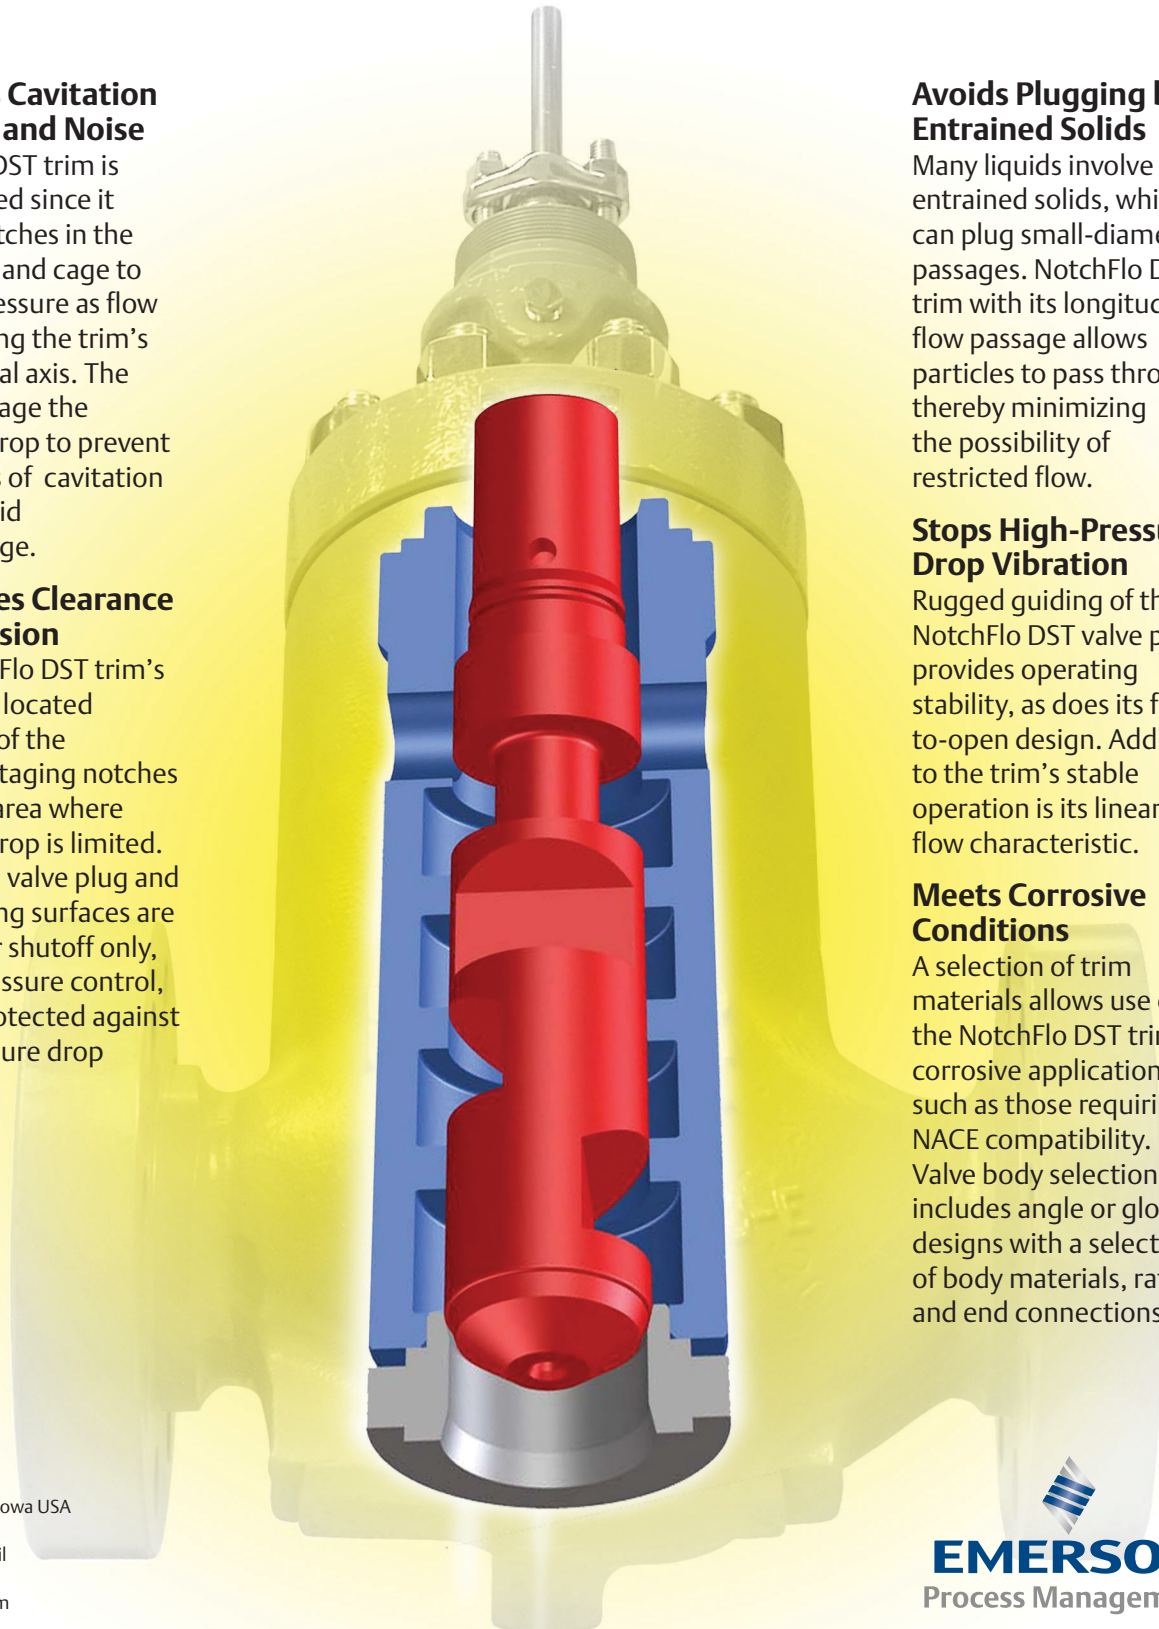 Cavitation
and Noise
DST trim is
ed since it
tches in the
and cage to
essure as flow
ng the trim’s
al axis. The
age the
rop to prevent
s of cavitation
id
ge.
es Clearance
sion
Flo DST trim’s
located
of the
taging notches
area where
rop is limited.
valve plug and
ng surfaces are
r shutoff only,
ssure control,
otected against
ure drop
owa USA
il
m
Avoids Plugging b
Entrained Solids
Many liquids involve
entrained solids, whi
can plug small-diame
passages. NotchFlo D
trim with its longitud
flow passage allows
particles to pass thro
thereby minimizing
the possibility of
restricted flow.
Stops High-Pressu
Drop Vibration
Rugged guiding of th
NotchFlo DST valve p
provides operating
stability, as does its f
to-open design. Add
to the trim’s stable
operation is its linear
flow characteristic.
Meets Corrosive
Conditions
A selection of trim
materials allows use
the NotchFlo DST trim
corrosive application
such as those requiri
NACE compatibility.
Valve body selection
includes angle or glo
designs with a select
of body materials, rat
and end connections
EMERSO
Process Managem